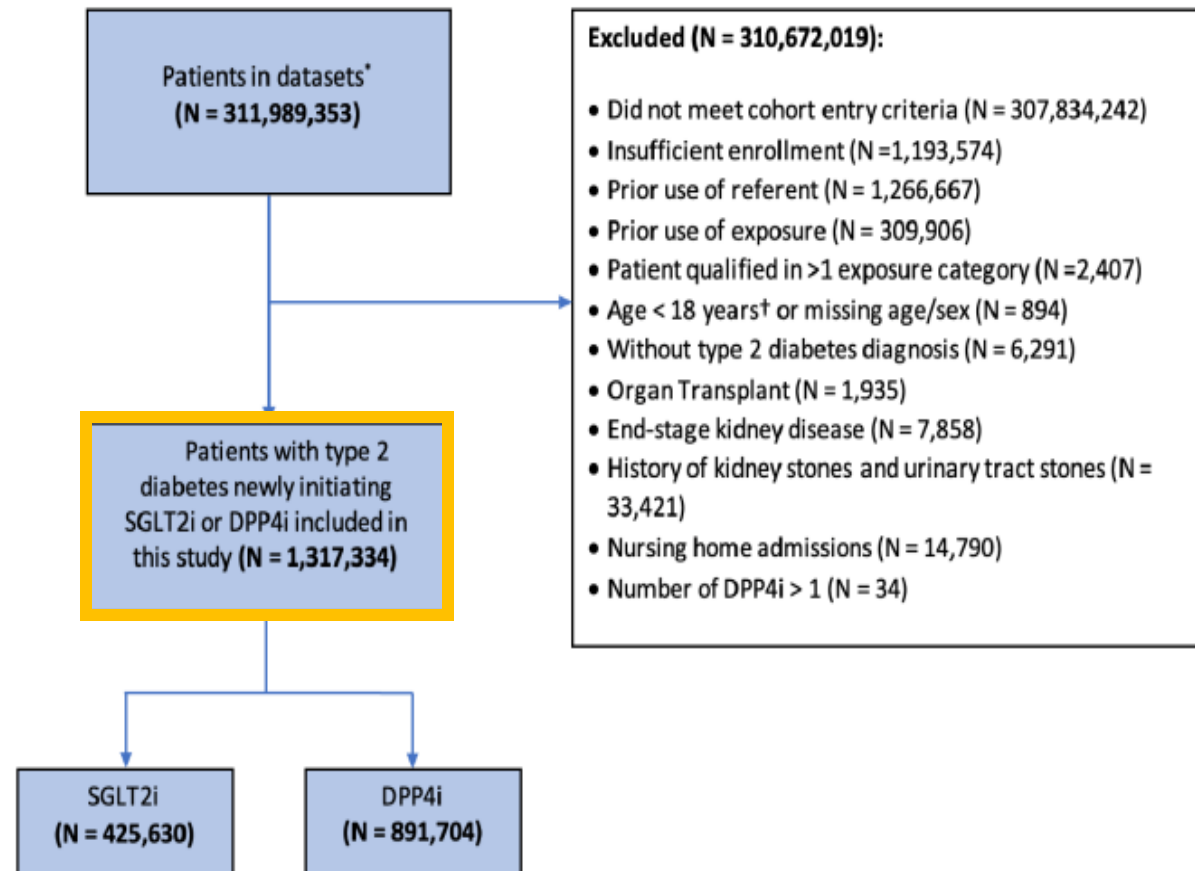 Patients in datasets*
(N = 311,989,353)
Excluded (N = 310,672,019):
• Did not meet cohort entry criteria (N = 307,834,242)
• Insufficient enrollment (N =1,193,574)
• Prior use of referent (N = 1,266,667)
• Prior use of exposure (N = 309,906)
• Patient qualified in >1 exposure category (N =2,407)
• Age < 18 years† or missing age/sex (N = 894)
• Without type 2 diabetes diagnosis (N = 6,291)
• Organ Transplant (N = 1,935)
• End-stage kidney disease (N = 7,858)
• History of kidney stones and urinary tract stones (N =
33,421)
• Nursing home admissions (N = 14,790)
• Number of DPP4i > 1 (N = 34)
Patients with type 2
diabetes newly initiating
SGLT2i or DPP4i included in
this study (N = 1,317,334)
SGLT2i
(N = 425,630)
DPP4i
(N = 891,704)